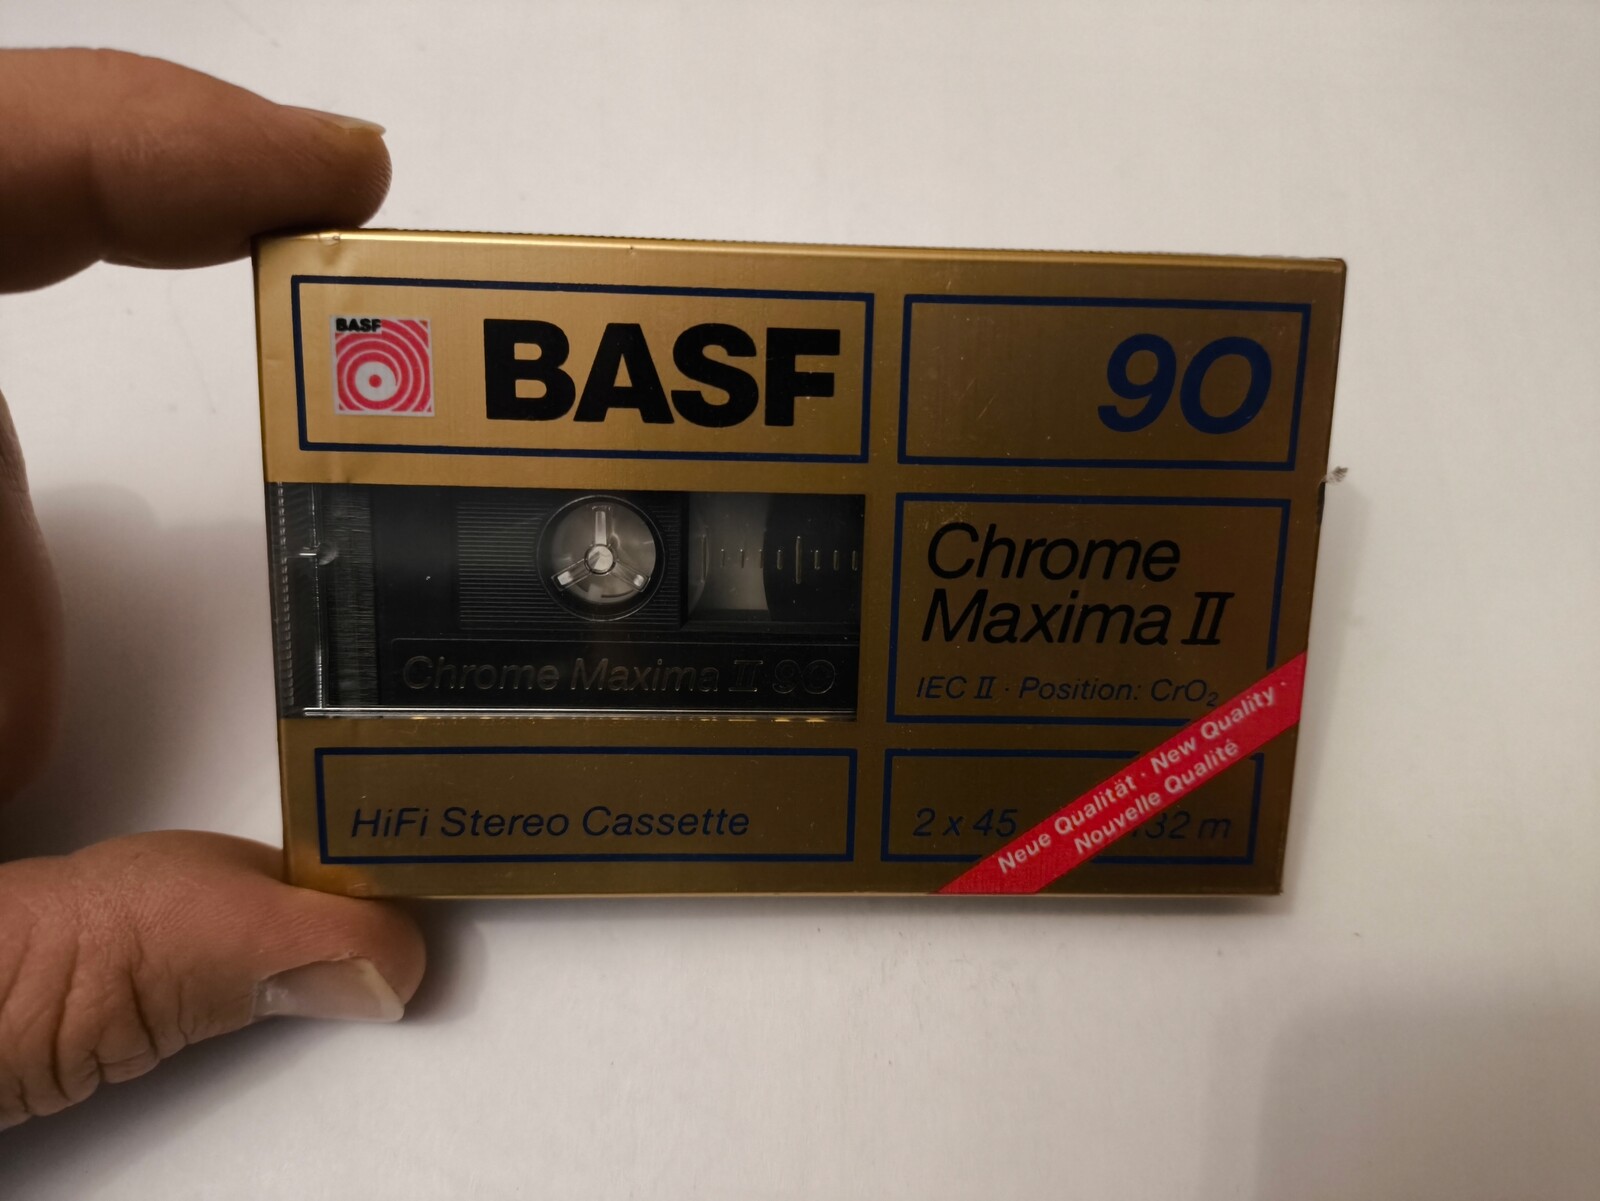 BASF
BASF
90
Chrome Maxima II 90
Chrome
Maxima II
IEC II · Position: CrO₂
HiFi Stereo Cassette
2 x 45
132 m
Neue Qualität · New Quality ·
Nouvelle Qualité